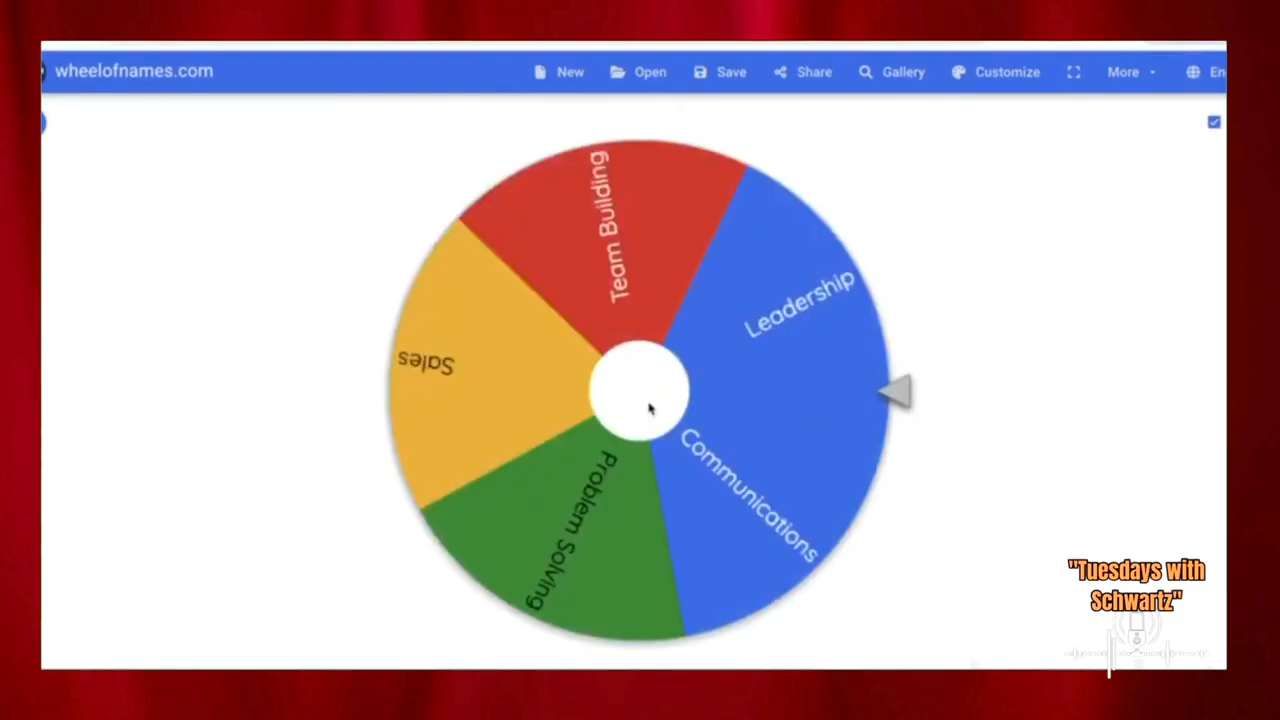 wheelofnames.com
New
Open
Save
Share
Gallery
Customize
More
En
Team Building
Leadership
Sales
Communications
Problem Solving
"Tuesdays with
Schwartz"